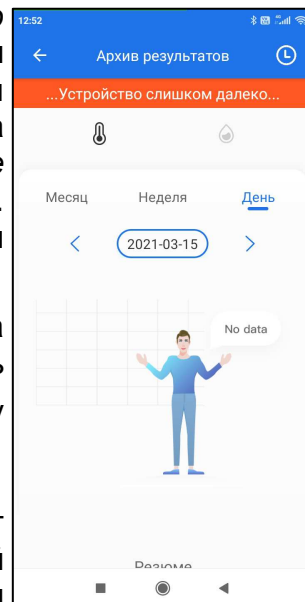 12:52
Архив результатов
...Устройство слишком далеко...
Месяц Неделя День
2021-03-15
No data
Резюме